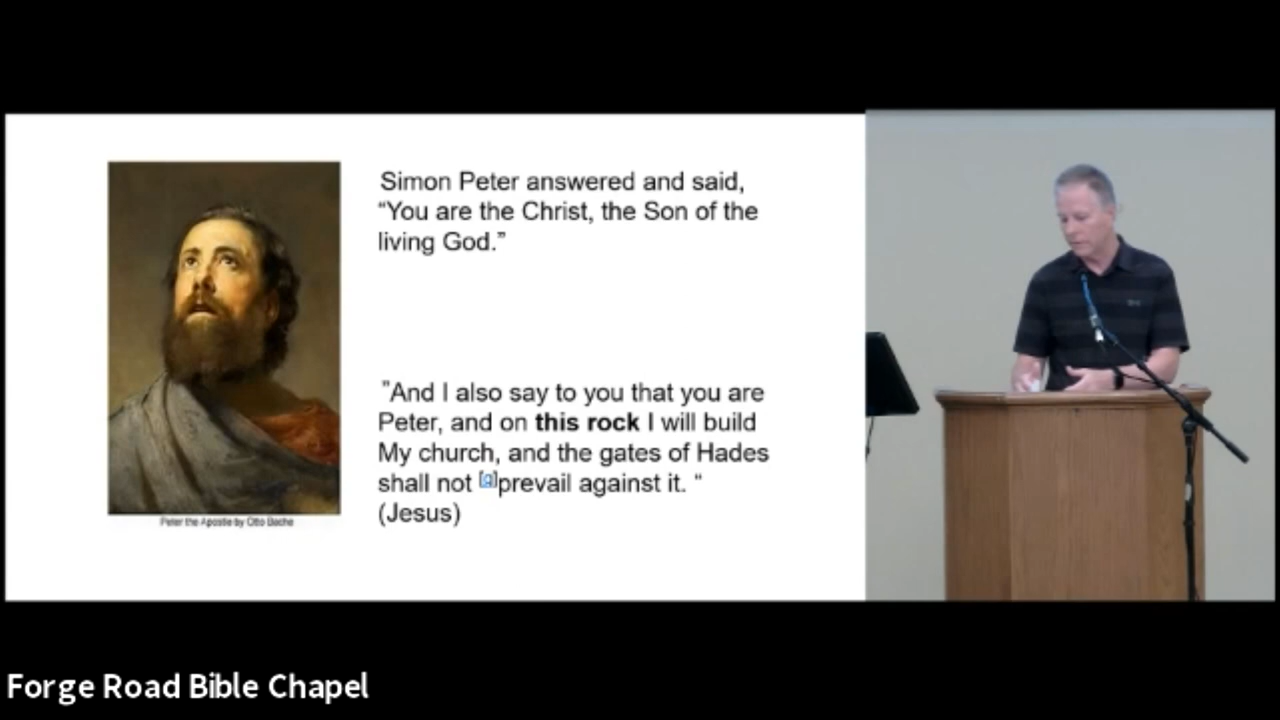 Simon Peter answered and said,
“You are the Christ, the Son of the
living God.”
"And I also say to you that you are
Peter, and on this rock I will build
My church, and the gates of Hades
shall not [g]prevail against it. “
(Jesus)
Peter the Apostle by Otto Bache
Forge Road Bible Chapel